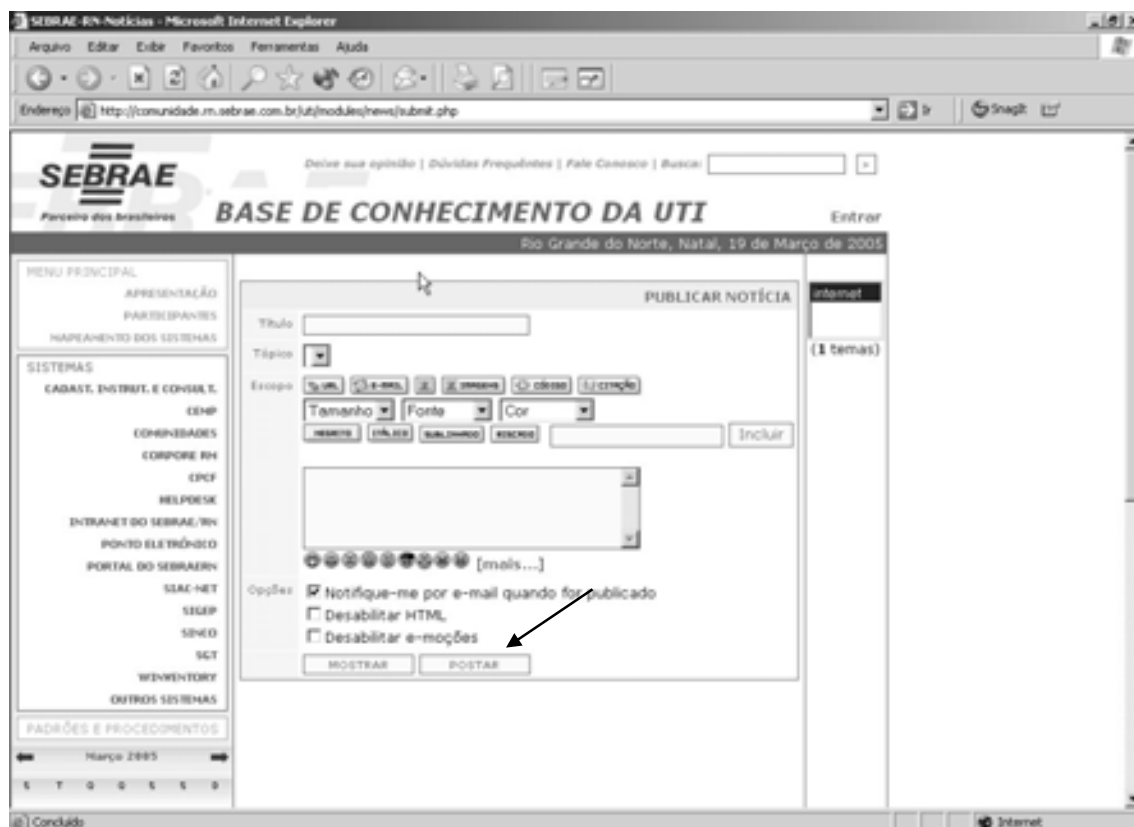 SEBRAE-RN-Notícias - Microsoft Internet Explorer
Arquivo Editar Exibir Favoritos Ferramentas Ajuda
Endereço http://comunidade.rn.sebrae.com.br/uti/modules/news/submit.php Ir SnagIt
SEBRAE
Parceiro dos brasileiros
Deixe sua opinião | Dúvidas Frequêntes | Fale Conosco | Busca:
BASE DE CONHECIMENTO DA UTI
Entrar
Rio Grande do Norte, Natal, 19 de Março de 2005
MENU PRINCIPAL
APRESENTAÇÃO
PARTICIPANTES
MAPEAMENTO DOS SISTEMAS
SISTEMAS
CADAST. INSTRUT. E CONSULT.
CEMP
COMUNIDADES
CORPORE RM
CPCF
HELPDESK
INTRANET DO SEBRAE/RN
PONTO ELETRÔNICO
PORTAL DO SEBRAERN
SIAC-NET
SIGEP
SINCO
SGT
WINVENTORY
OUTROS SISTEMAS
PADRÕES E PROCEDIMENTOS
Março 2005
S T Q Q S S D
PUBLICAR NOTÍCIA
Título
Tópico
Escopo URL E-MAIL IMAGENS CÓDIGO CITAÇÃO
Tamanho Fonte Cor
NEGRITO ITÁLICO SUBLINHADO RISCADO Incluir
[mais...]
Opções Notifique-me por e-mail quando for publicado
Desabilitar HTML
Desabilitar e-moções
MOSTRAR POSTAR
internet
(1 temas)
Concluído Internet